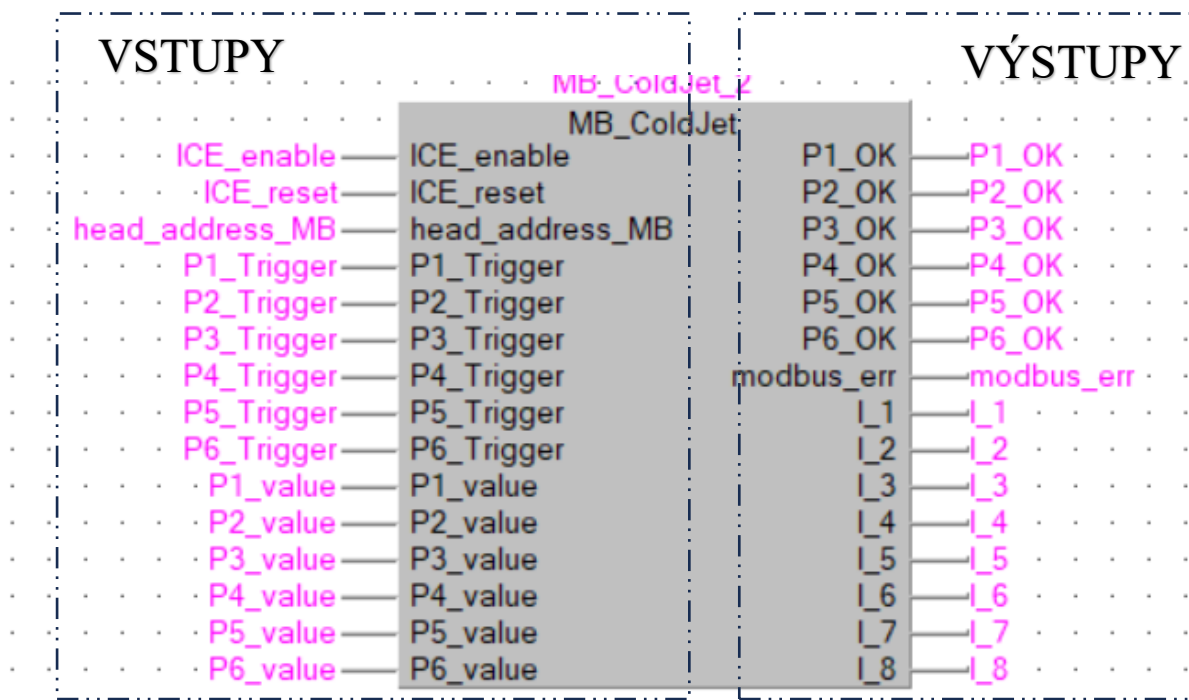 VSTUPY VÝSTUPY
MB_ColdJet_2
MB_ColdJet
ICE_enable ICE_enable P1_OK P1_OK
ICE_reset ICE_reset P2_OK P2_OK
head_address_MB head_address_MB P3_OK P3_OK
P1_Trigger P1_Trigger P4_OK P4_OK
P2_Trigger P2_Trigger P5_OK P5_OK
P3_Trigger P3_Trigger P6_OK P6_OK
P4_Trigger P4_Trigger modbus_err modbus_err
P5_Trigger P5_Trigger I_1 I_1
P6_Trigger P6_Trigger I_2 I_2
P1_value P1_value I_3 I_3
P2_value P2_value I_4 I_4
P3_value P3_value I_5 I_5
P4_value P4_value I_6 I_6
P5_value P5_value I_7 I_7
P6_value P6_value I_8 I_8